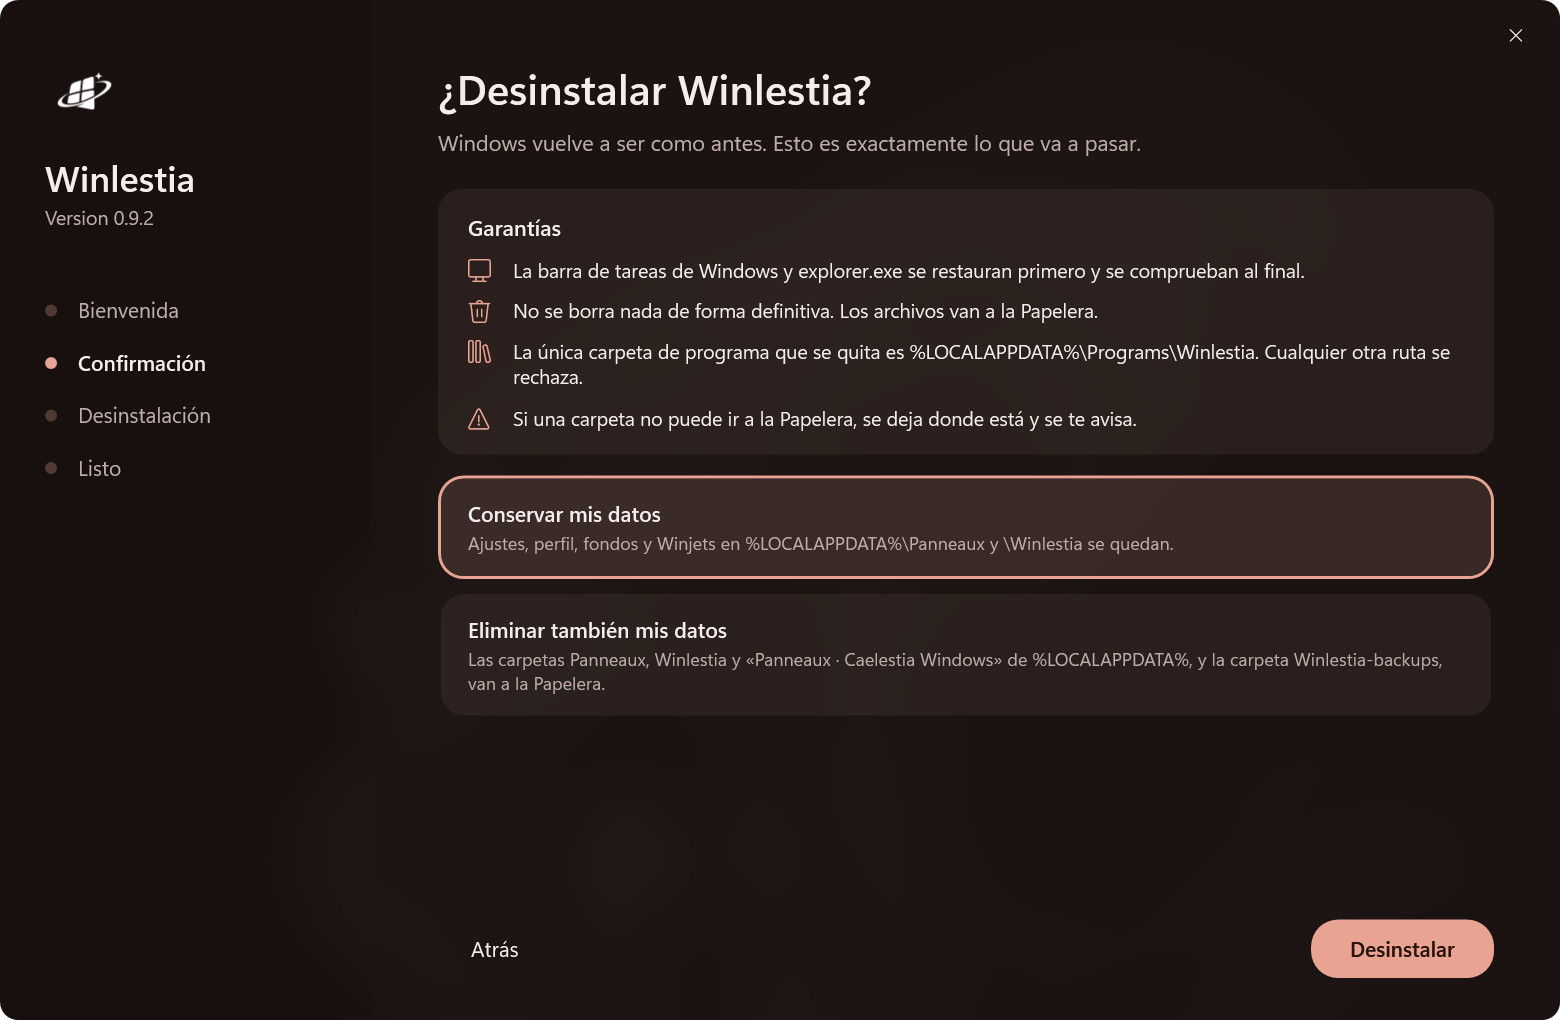 Winlestia
Version 0.9.2
Bienvenida
Confirmación
Desinstalación
Listo
¿Desinstalar Winlestia?
Windows vuelve a ser como antes. Esto es exactamente lo que va a pasar.
Garantías
La barra de tareas de Windows y explorer.exe se restauran primero y se comprueban al final.
No se borra nada de forma definitiva. Los archivos van a la Papelera.
La única carpeta de programa que se quita es %LOCALAPPDATA%\Programs\Winlestia. Cualquier otra ruta se
rechaza.
Si una carpeta no puede ir a la Papelera, se deja donde está y se te avisa.
Conservar mis datos
Ajustes, perfil, fondos y Winjets en %LOCALAPPDATA%\Panneaux y \Winlestia se quedan.
Eliminar también mis datos
Las carpetas Panneaux, Winlestia y «Panneaux · Caelestia Windows» de %LOCALAPPDATA%, y la carpeta Winlestia-backups,
van a la Papelera.
Atrás
Desinstalar